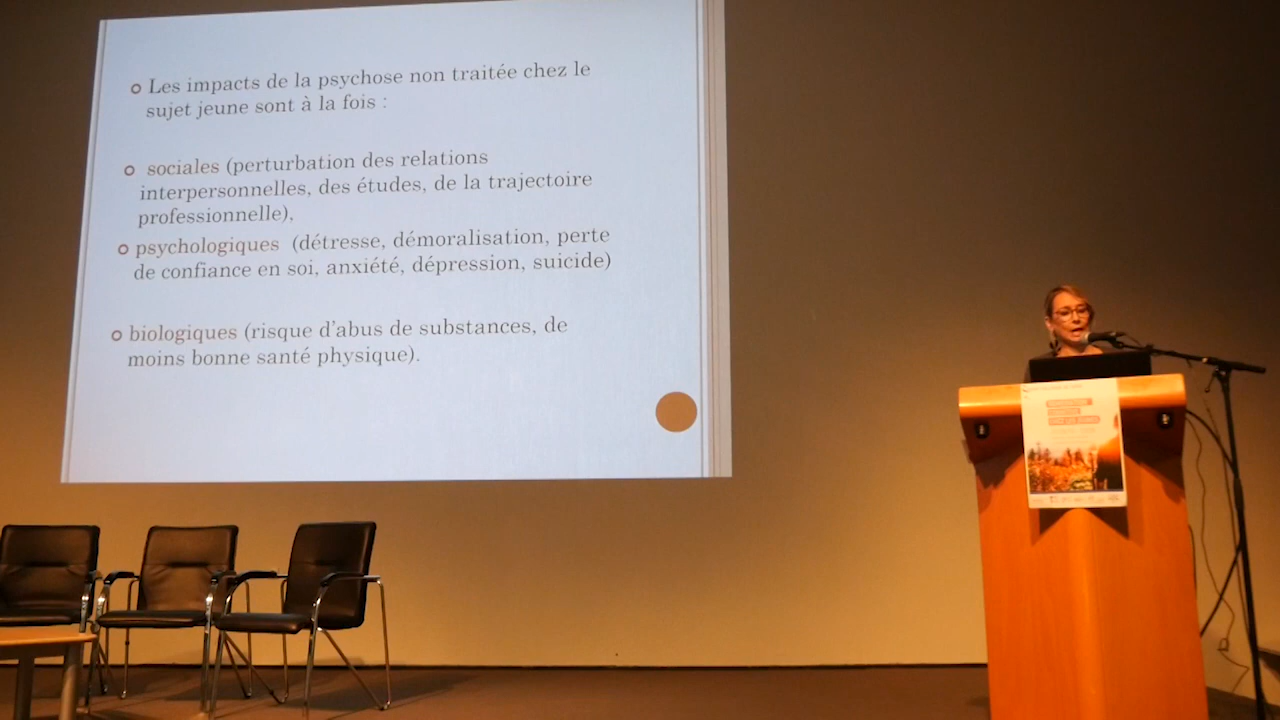 Les impacts de la psychose non traitée chez le
sujet jeune sont à la fois :
sociales (perturbation des relations
interpersonnelles, des études, de la trajectoire
professionnelle),
psychologiques (détresse, démoralisation, perte
de confiance en soi, anxiété, dépression, suicide)
biologiques (risque d'abus de substances, de
moins bonne santé physique).